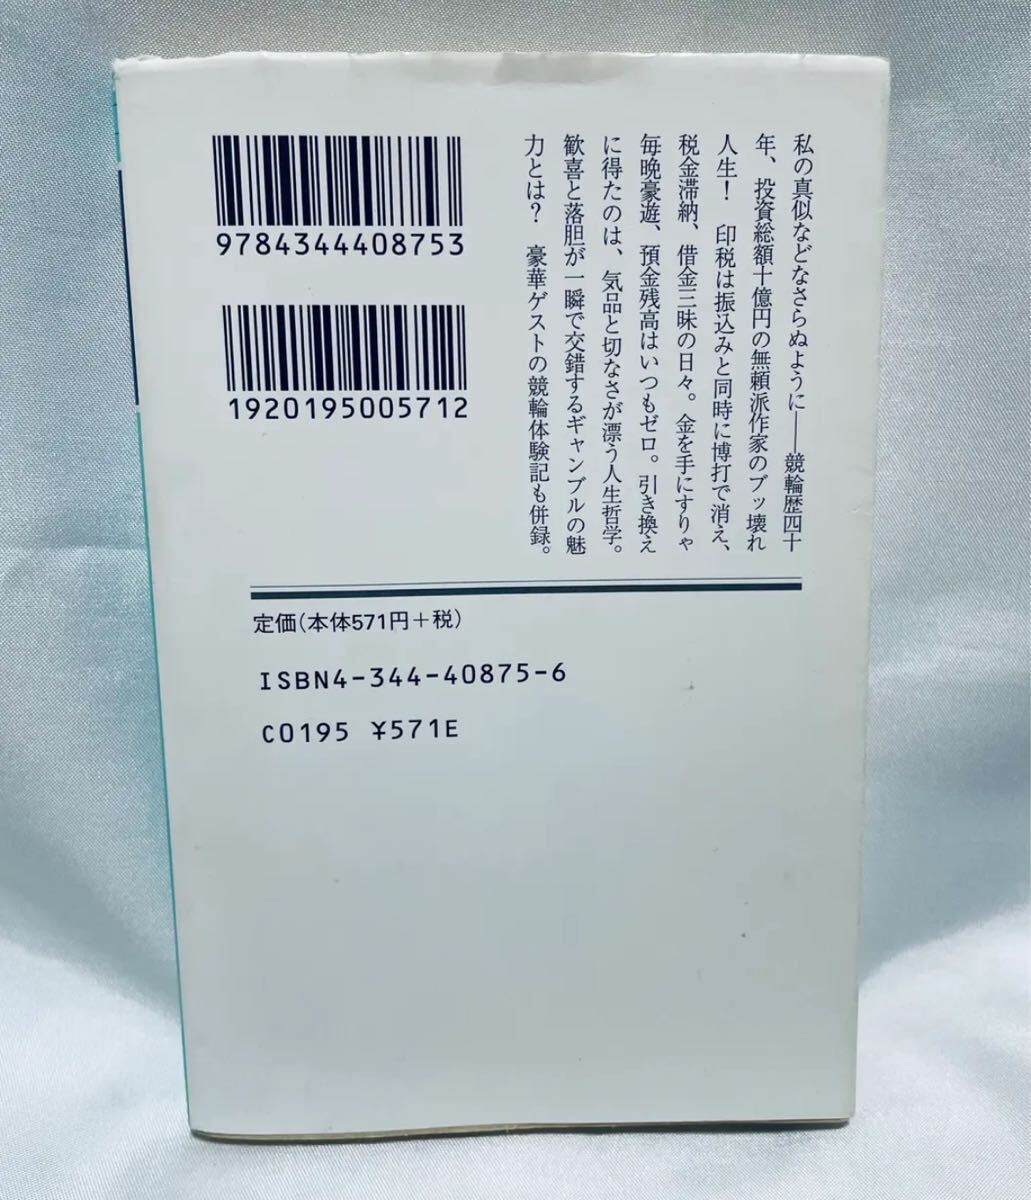 私の真似などなさらぬように――競輪歴四十
年、投資総額十億円の無頼派作家のブッ壊れ
人生！　印税は振込みと同時に博打で消え、
税金滞納、借金三昧の日々。金を手にすりゃ
毎晩豪遊、預金残高はいつもゼロ。引き換え
に得たのは、気品と切なさが漂う人生哲学。
歓喜と落胆が一瞬で交錯するギャンブルの魅
力とは？　豪華ゲストの競輪体験記も併録。
9784344408753
1920195005712
定価（本体571円＋税）
ISBN4-344-40875-6
C0195 ¥571E